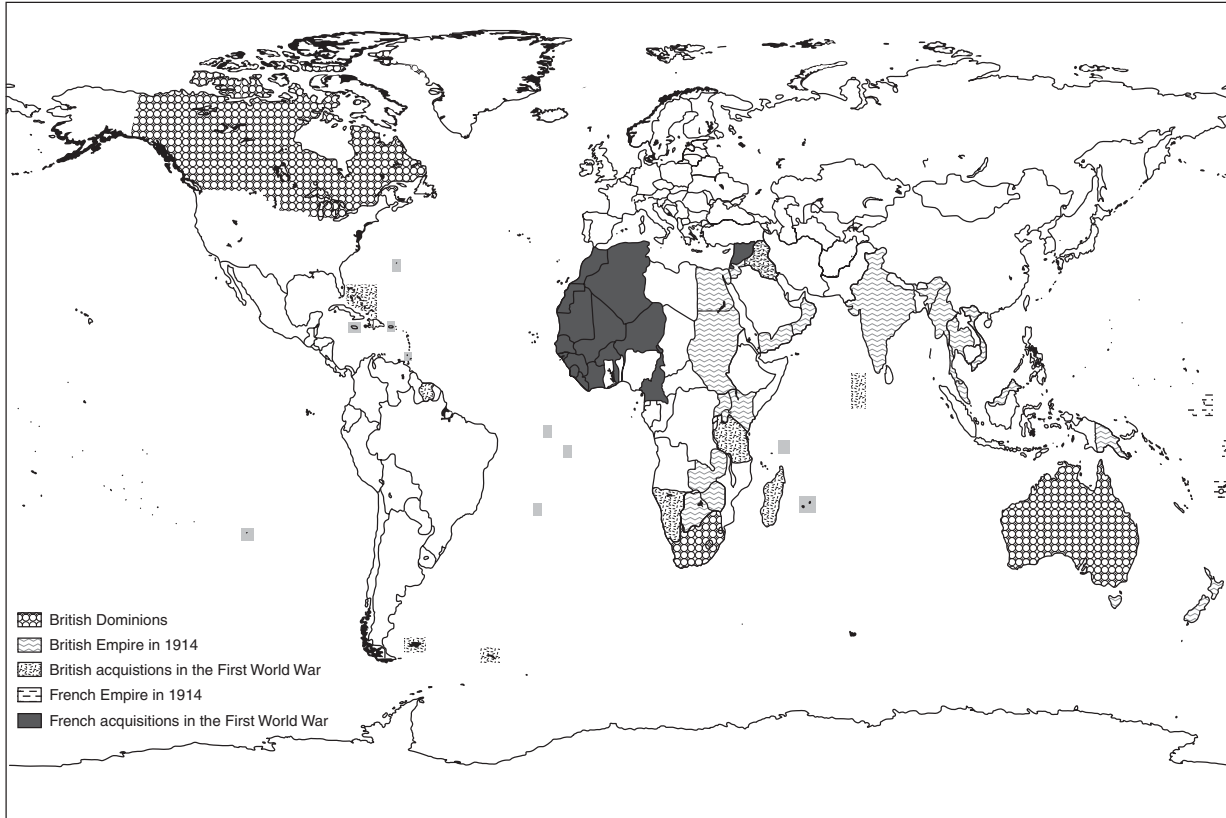 British Dominions
British Empire in 1914
British acquistions in the First World War
French Empire in 1914
French acquisitions in the First World War